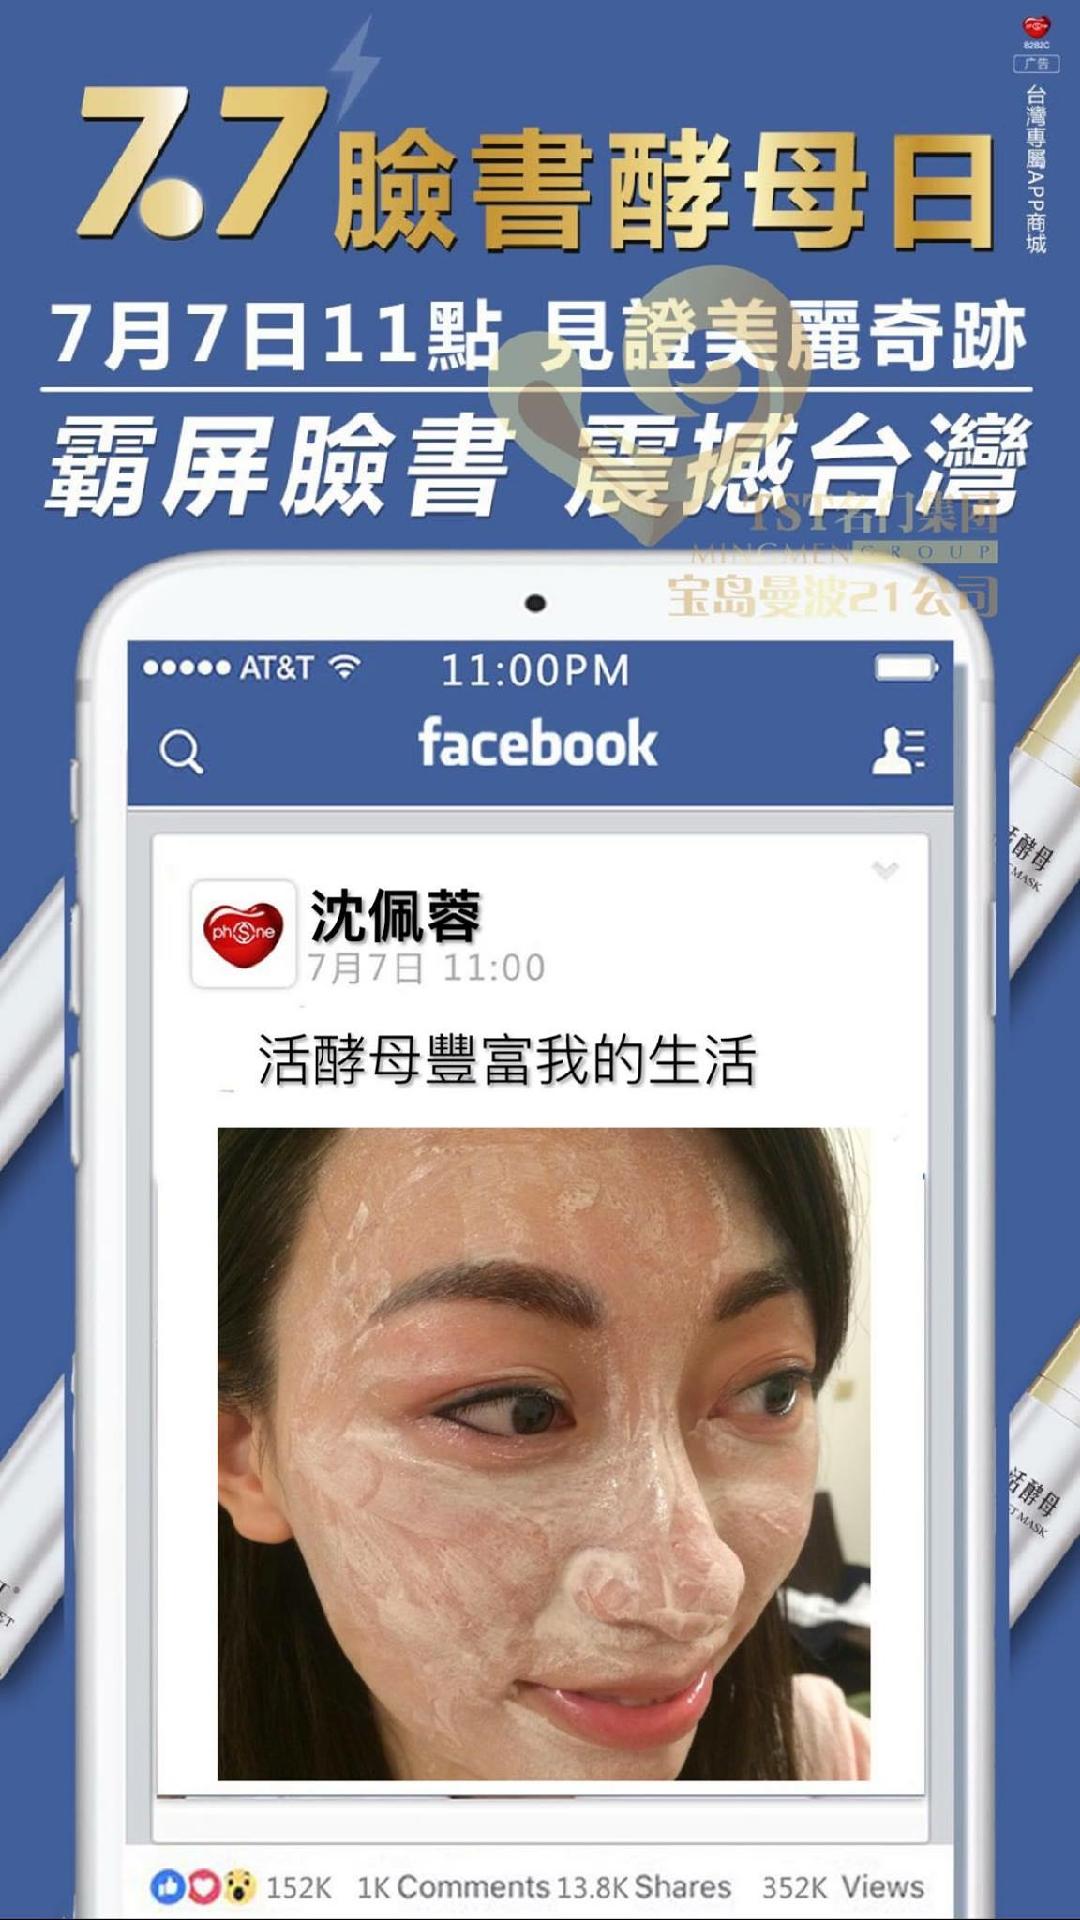 phSne
B2B2C
广告
台灣專屬APP商城
7.7臉書酵母日
7月7日11點 見證美麗奇跡
霸屏臉書 震撼台灣
TST名门集团
MINGMEN GROUP
宝岛曼波21公司
AT&T 11:00PM
facebook
phSne
沈佩蓉
7月7日 11:00
活酵母豐富我的生活
活酵母
MASK
活酵母
MASK
152K 1K Comments 13.8K Shares 352K Views